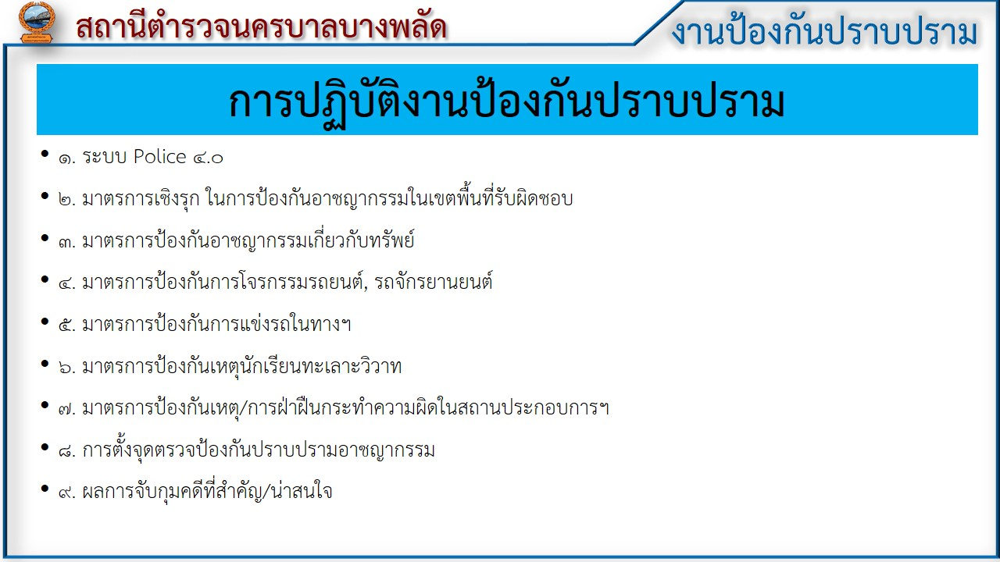 สถานีตำรวจนครบาลบางพลัด
งานป้องกันปราบปราม
การปฏิบัติงานป้องกันปราบปราม
• ๑. ระบบ Police ๔.๐
• ๒. มาตรการเชิงรุก ในการป้องกันอาชญากรรมในเขตพื้นที่รับผิดชอบ
• ๓. มาตรการป้องกันอาชญากรรมเกี่ยวกับทรัพย์
• ๔. มาตรการป้องกันการโจรกรรมรถยนต์, รถจักรยานยนต์
• ๕. มาตรการป้องกันการแข่งรถในทางฯ
• ๖. มาตรการป้องกันเหตุนักเรียนทะเลาะวิวาท
• ๗. มาตรการป้องกันเหตุ/การฝ่าฝืนกระทำความผิดในสถานประกอบการฯ
• ๘. การตั้งจุดตรวจป้องกันปราบปรามอาชญากรรม
• ๙. ผลการจับกุมคดีที่สำคัญ/น่าสนใจ